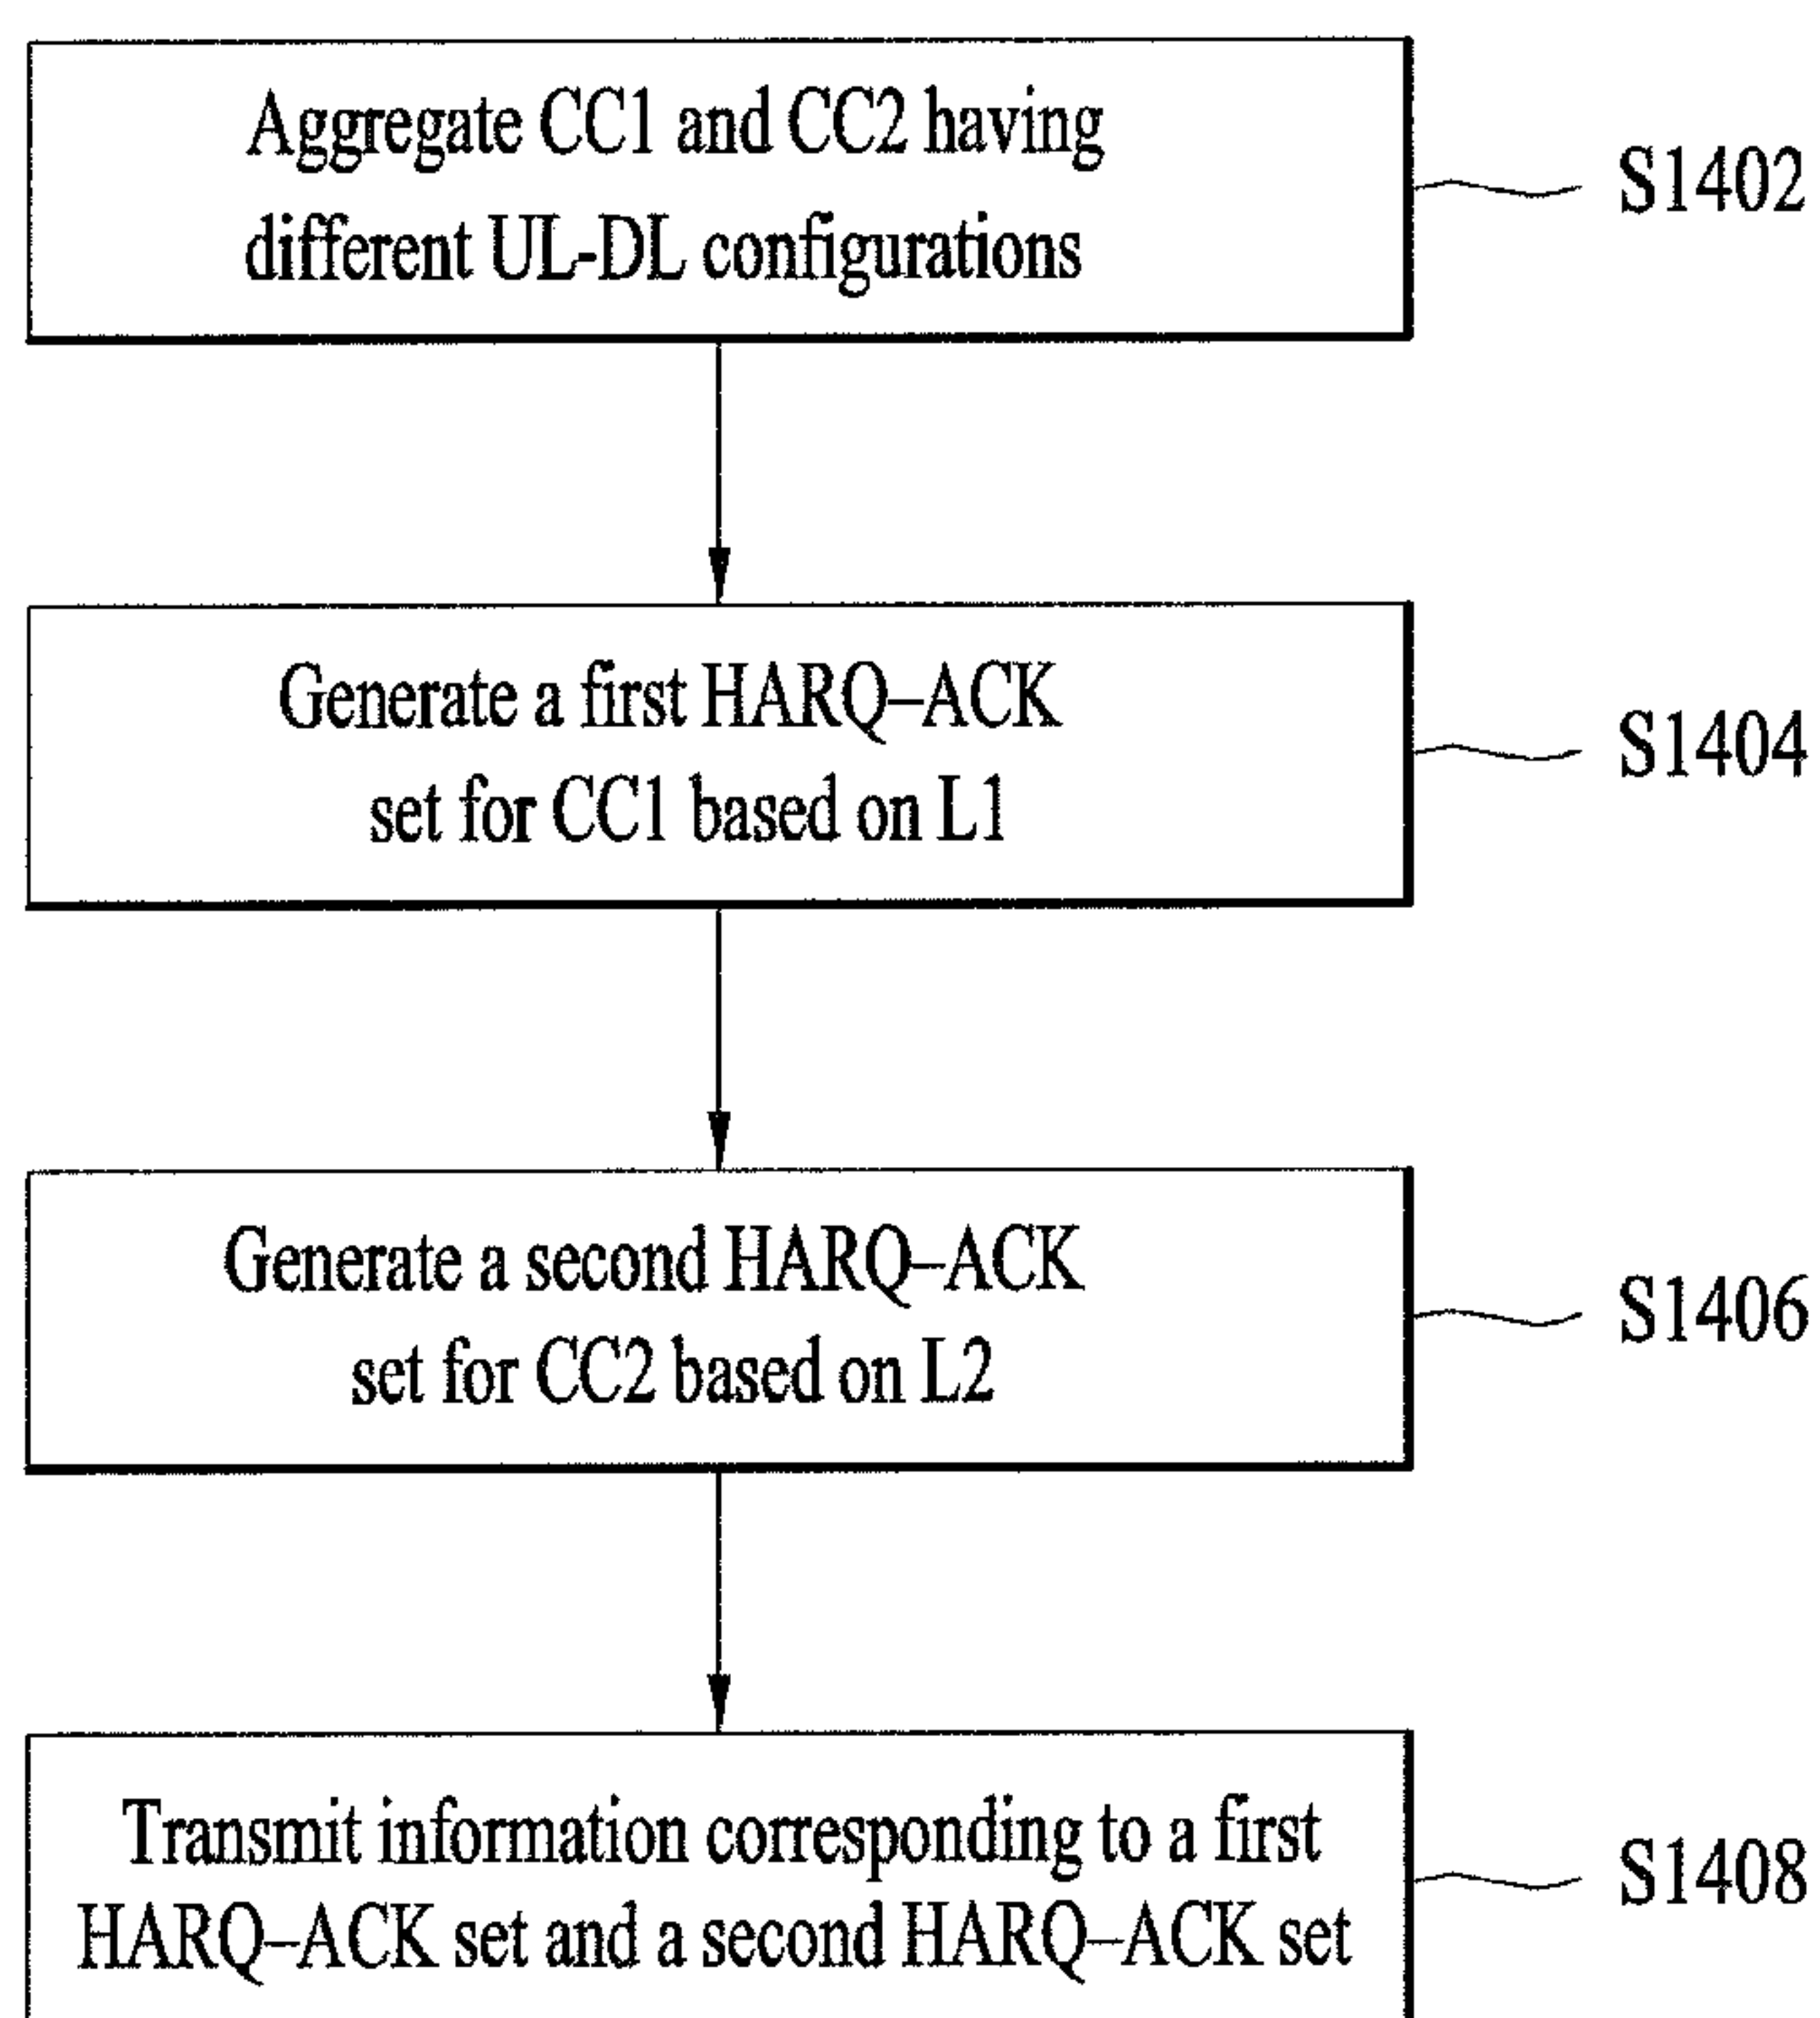 Aggregate CC1 and CC2 having
different UL-DL configurations
S1402
Generate a first HARQ–ACK
set for CC1 based on L1
S1404
Generate a second HARQ–ACK
set for CC2 based on L2
S1406
Transmit information corresponding to a first
HARQ–ACK set and a second HARQ–ACK set
S1408